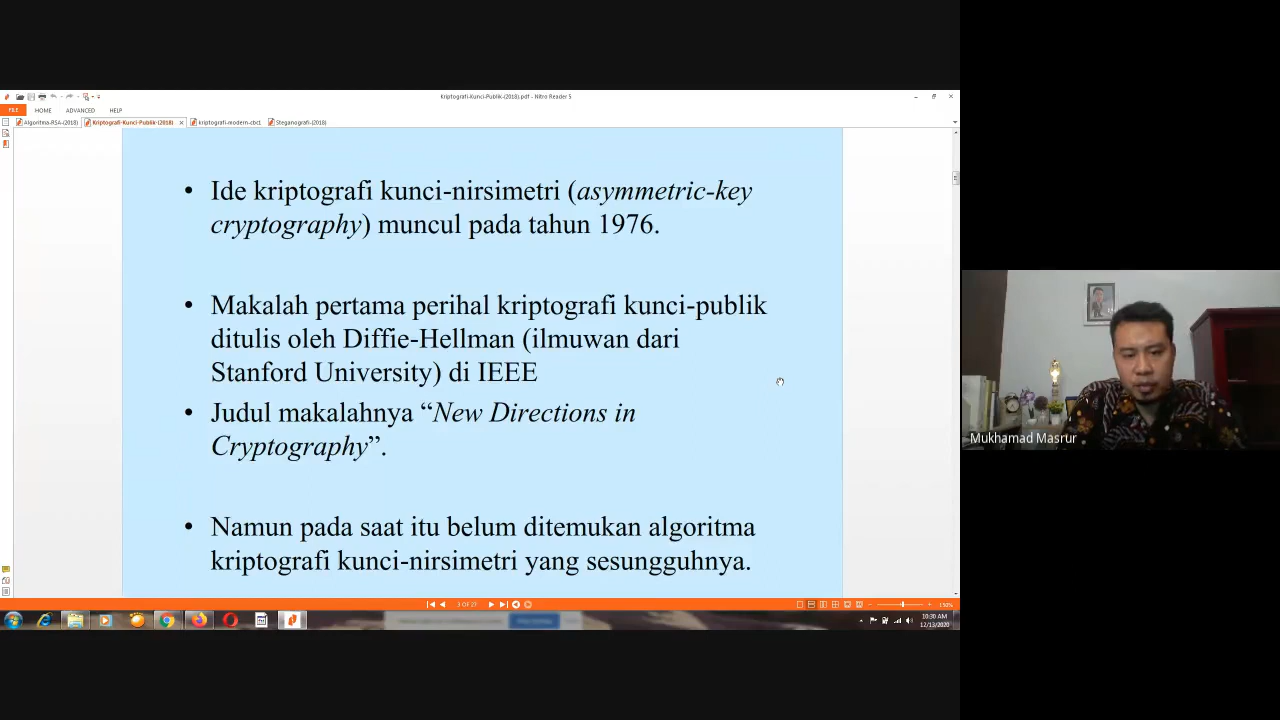 Kriptografi-Kunci-Publik-(2018).pdf - Nitro Reader 5
FILE HOME ADVANCED HELP
Algoritma-RSA-(2018) Kriptografi-Kunci-Publik-(2018) kriptografi-modern-cbc1 Steganografi-(2018)
• Ide kriptografi kunci-nirsimetri (asymmetric-key
cryptography) muncul pada tahun 1976.
• Makalah pertama perihal kriptografi kunci-publik
ditulis oleh Diffie-Hellman (ilmuwan dari
Stanford University) di IEEE
• Judul makalahnya “New Directions in
Cryptography”.
• Namun pada saat itu belum ditemukan algoritma
kriptografi kunci-nirsimetri yang sesungguhnya.
Mukhamad Masrur
3 OF 27
130%
10:30 AM
12/13/2020